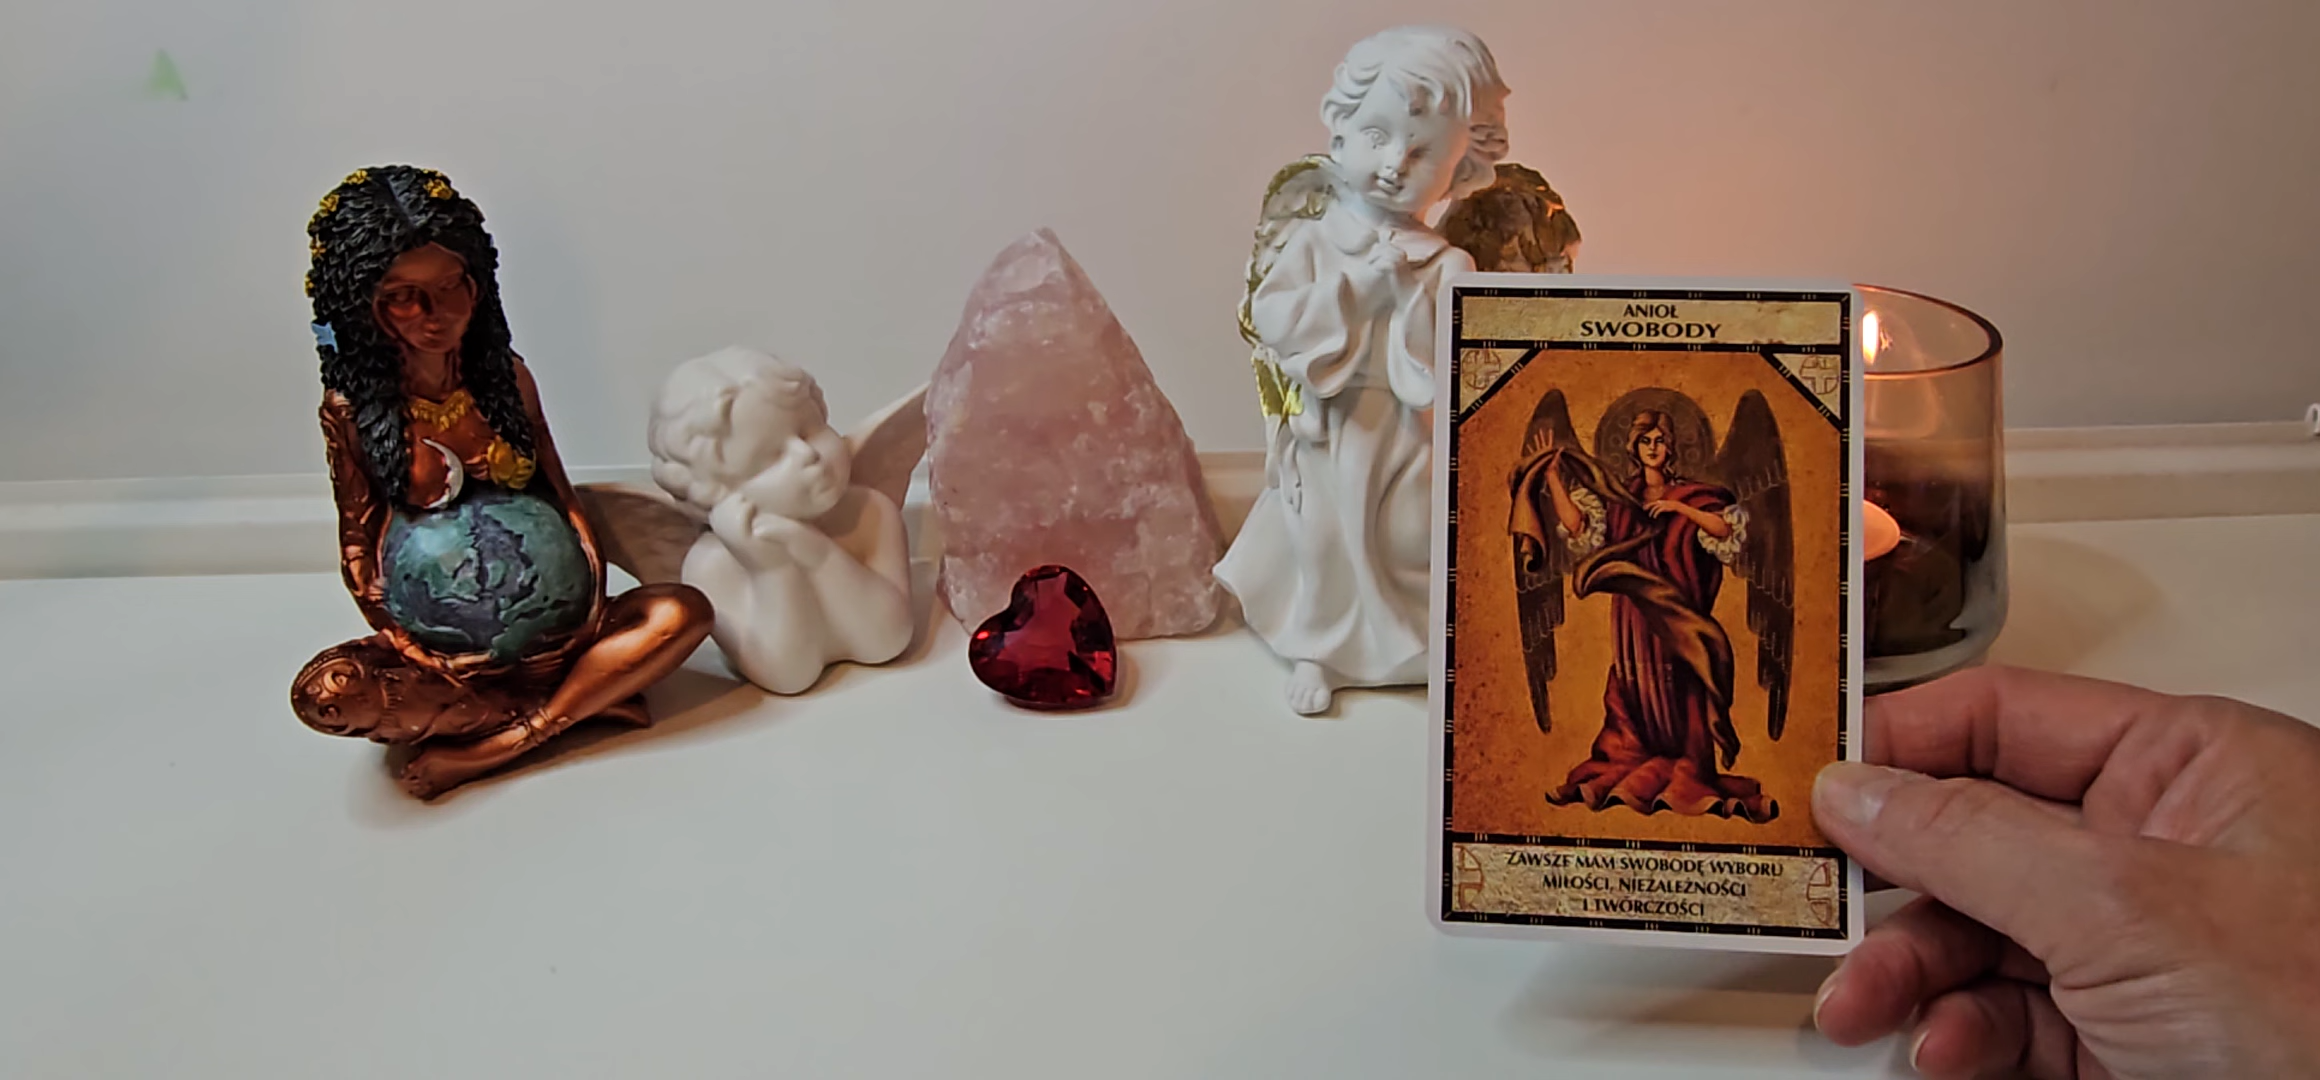 ANIOŁ
SWOBODY
ZAWSZE MAM SWOBODĘ WYBORU
MIŁOŚCI, NIEZALEŻNOŚCI
I TWÓRCZOŚCI